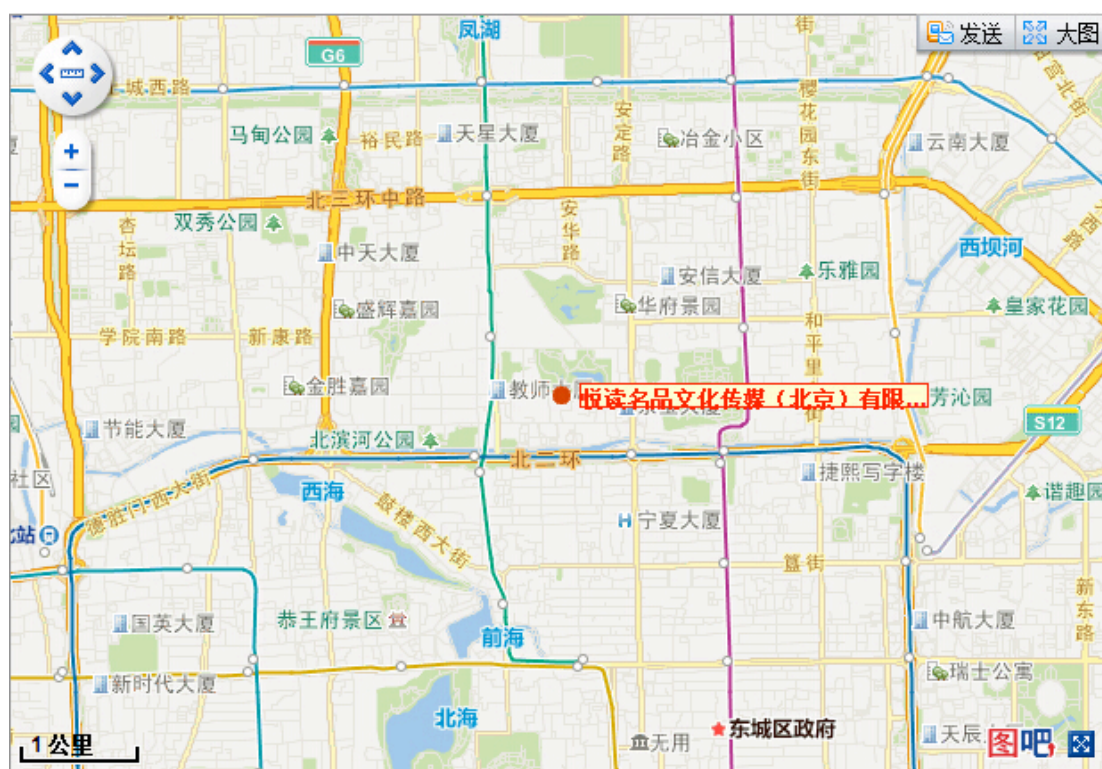 凤湖
发送
大图
G6
城西路
马甸公园
裕民路
天星大厦
安定路
冶金小区
樱花园东街
云南大厦
北三环中路
双秀公园
杏坛路
中天大厦
安华路
安信大厦
乐雅园
西坝河
盛辉嘉园
华府景园
皇家花园
学院南路
新康路
和平里
金胜嘉园
教师
悦读名品文化传媒（北京）有限...
芳沁园
节能大厦
北滨河公园
S12
北二环
社区
西海
捷熙写字楼
谐趣园
德胜门西大街
鼓楼西大街
宁夏大厦
站
簋街
新东路
国英大厦
恭王府景区
前海
中航大厦
新时代大厦
瑞士公寓
北海
东城区政府
无用
天辰
1公里
图吧